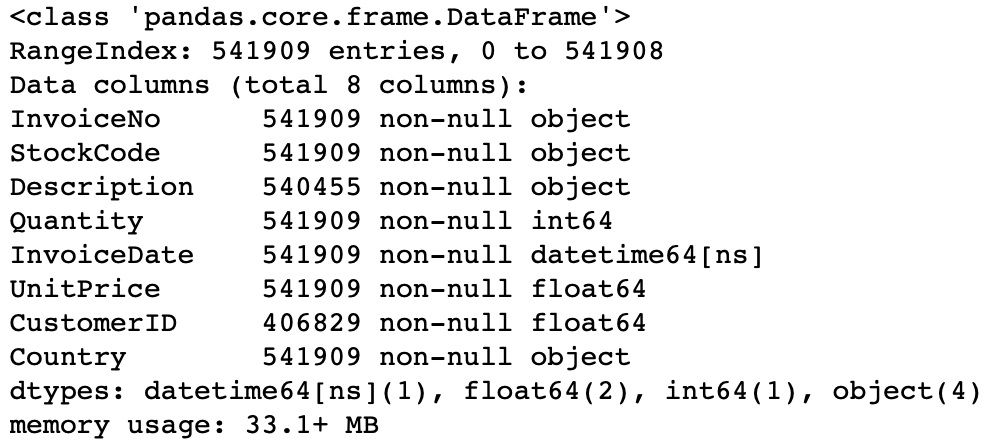 <class 'pandas.core.frame.DataFrame'>
RangeIndex: 541909 entries, 0 to 541908
Data columns (total 8 columns):
InvoiceNo      541909 non-null object
StockCode      541909 non-null object
Description    540455 non-null object
Quantity       541909 non-null int64
InvoiceDate    541909 non-null datetime64[ns]
UnitPrice      541909 non-null float64
CustomerID     406829 non-null float64
Country        541909 non-null object
dtypes: datetime64[ns](1), float64(2), int64(1), object(4)
memory usage: 33.1+ MB